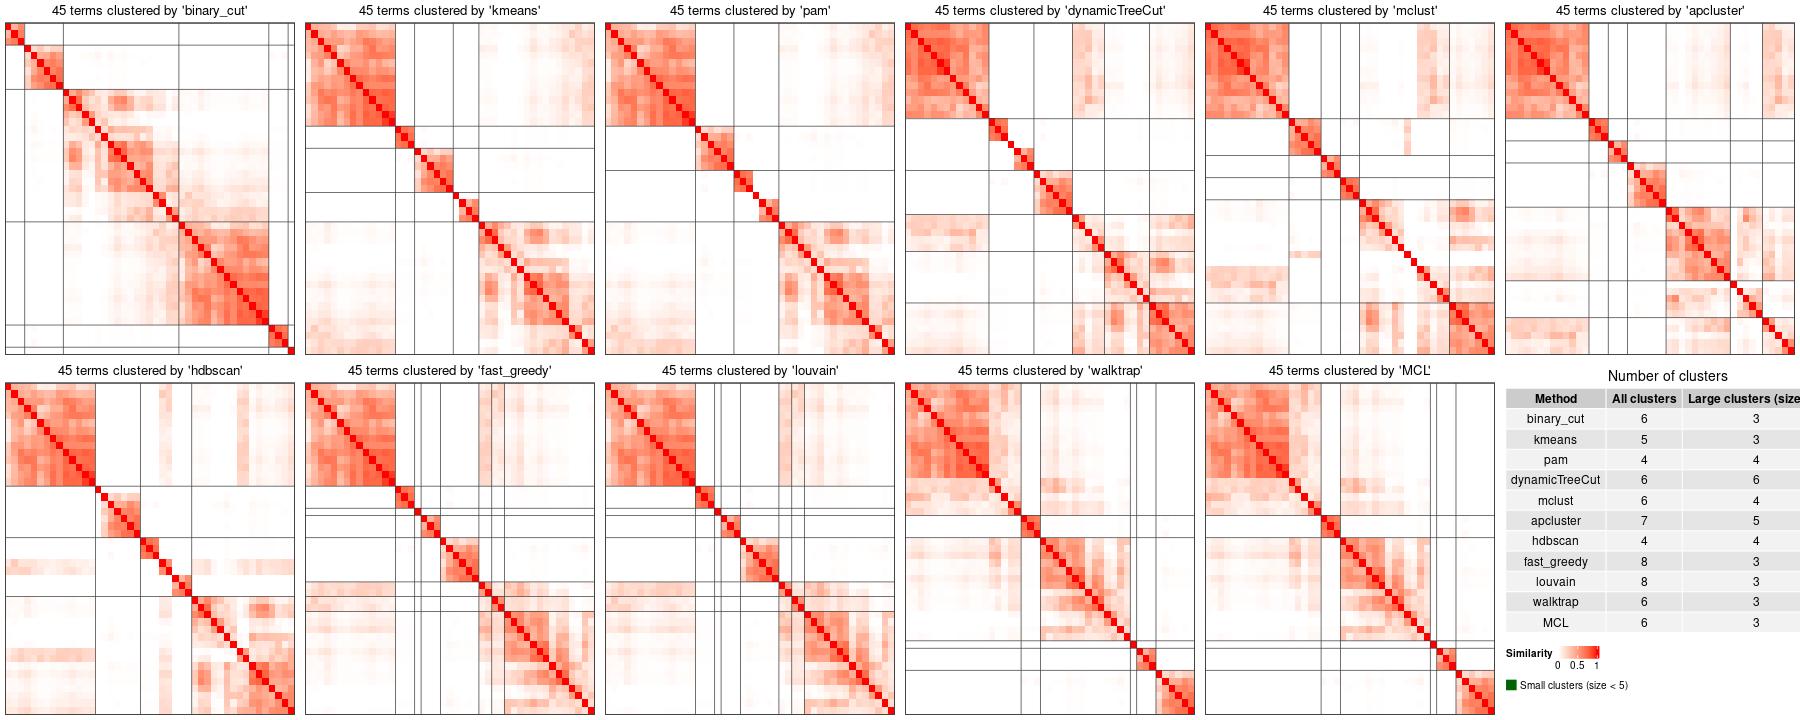 45 terms clustered by 'binary_cut'
45 terms clustered by 'kmeans'
45 terms clustered by 'pam'
45 terms clustered by 'dynamicTreeCut'
45 terms clustered by 'mclust'
45 terms clustered by 'apcluster'
45 terms clustered by 'hdbscan'
45 terms clustered by 'fast_greedy'
45 terms clustered by 'louvain'
45 terms clustered by 'walktrap'
45 terms clustered by 'MCL'
Number of clusters
Method All clusters Large clusters (size
binary_cut 6 3
kmeans 5 3
pam 4 4
dynamicTreeCut 6 6
mclust 6 4
apcluster 7 5
hdbscan 4 4
fast_greedy 8 3
louvain 8 3
walktrap 6 3
MCL 6 3
Similarity
0 0.5 1
Small clusters (size < 5)